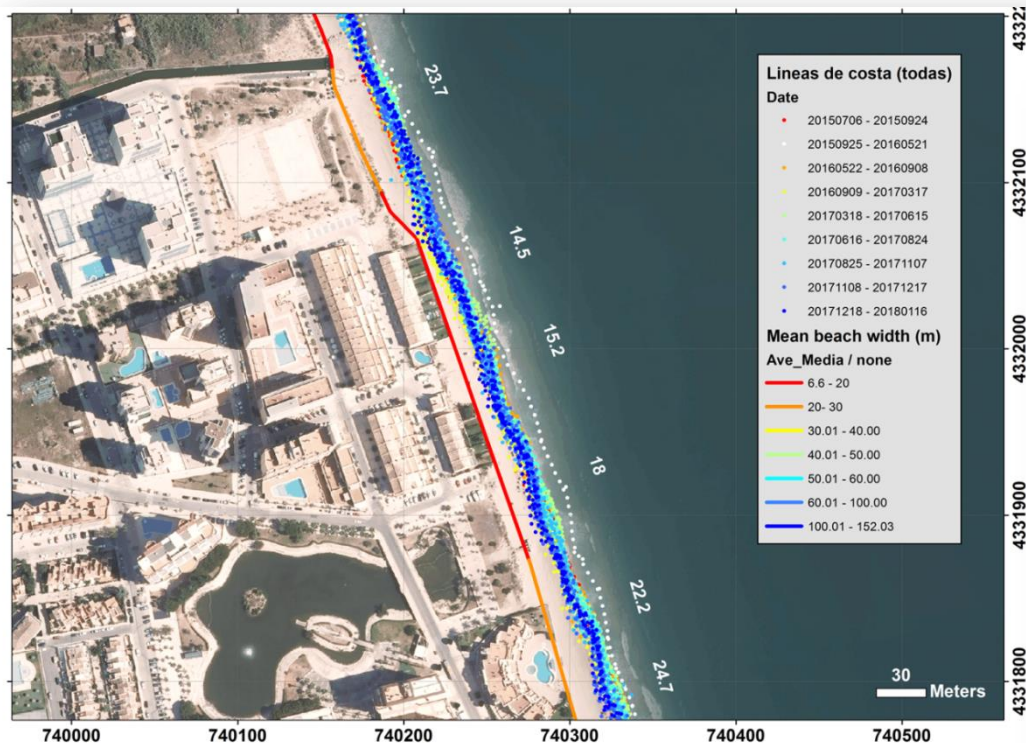 43322
4332100
4332000
4331900
4331800
23.7
14.5
15.2
18
22.2
24.7
Lineas de costa (todas)
Date
20150706 - 20150924
20150925 - 20160521
20160522 - 20160908
20160909 - 20170317
20170318 - 20170615
20170616 - 20170824
20170825 - 20171107
20171108 - 20171217
20171218 - 20180116
Mean beach width (m)
Ave_Media / none
6.6 - 20
20- 30
30.01 - 40.00
40.01 - 50.00
50.01 - 60.00
60.01 - 100.00
100.01 - 152.03
30
Meters
740000
740100
740200
740300
740400
740500